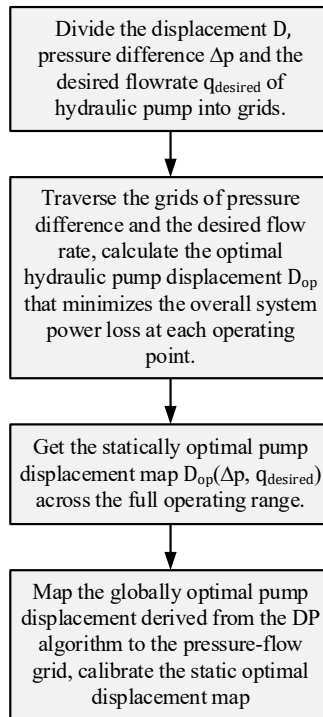 Divide the displacement D,
pressure difference Δp and the
desired flowrate q_desired of
hydraulic pump into grids.
Traverse the grids of pressure
difference and the desired flow
rate, calculate the optimal
hydraulic pump displacement D_op
that minimizes the overall system
power loss at each operating
point.
Get the statically optimal pump
displacement map D_op(Δp, q_desired)
across the full operating range.
Map the globally optimal pump
displacement derived from the DP
algorithm to the pressure-flow
grid, calibrate the static optimal
displacement map